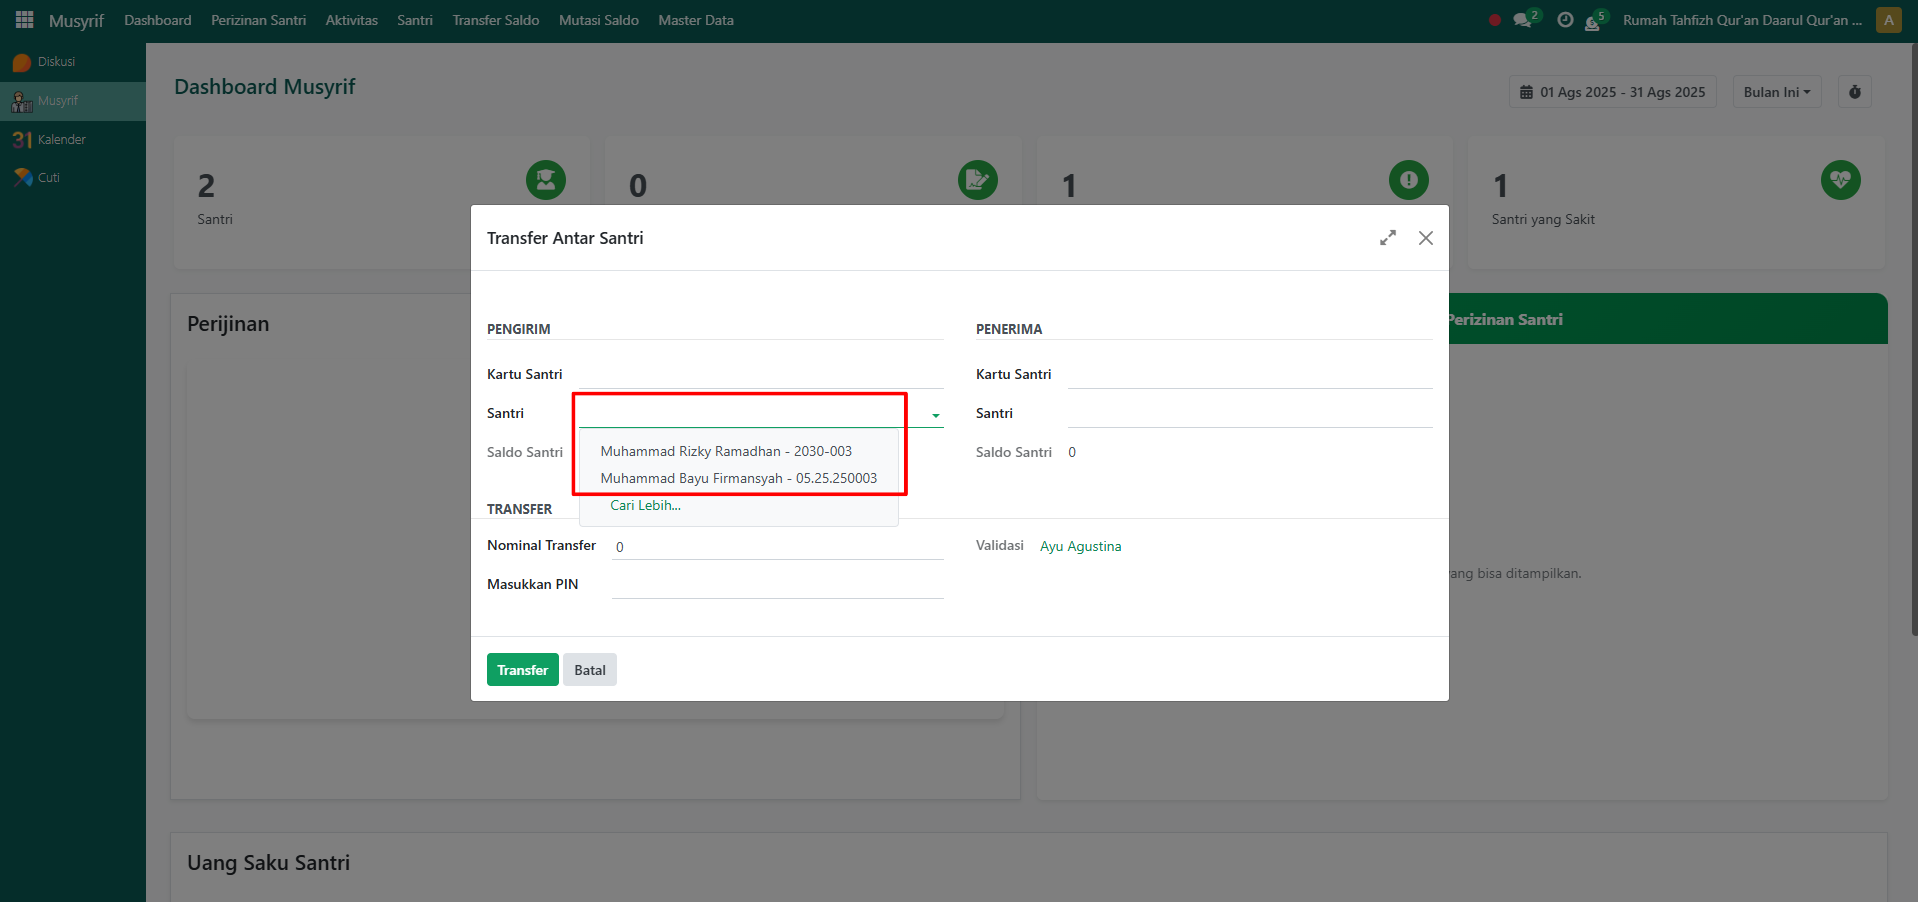 Musyrif Dashboard Perizinan Santri Aktivitas Santri Transfer Saldo Mutasi Saldo Master Data 2 5 Rumah Tahfizh Qur'an Daarul Qur'an ... A
Diskusi
Musyrif
31 Kalender
Cuti
Dashboard Musyrif
01 Ags 2025 - 31 Ags 2025 Bulan Ini
2
Santri
0
1
1
Santri yang Sakit
Perijinan
Perizinan Santri
Transfer Antar Santri
PENGIRIM
Kartu Santri
Santri
Muhammad Rizky Ramadhan - 2030-003
Muhammad Bayu Firmansyah - 05.25.250003
Cari Lebih...
Saldo Santri
PENERIMA
Kartu Santri
Santri
Saldo Santri 0
TRANSFER
Nominal Transfer 0
Masukkan PIN
Validasi Ayu Agustina
Transfer Batal
yang bisa ditampilkan.
Uang Saku Santri